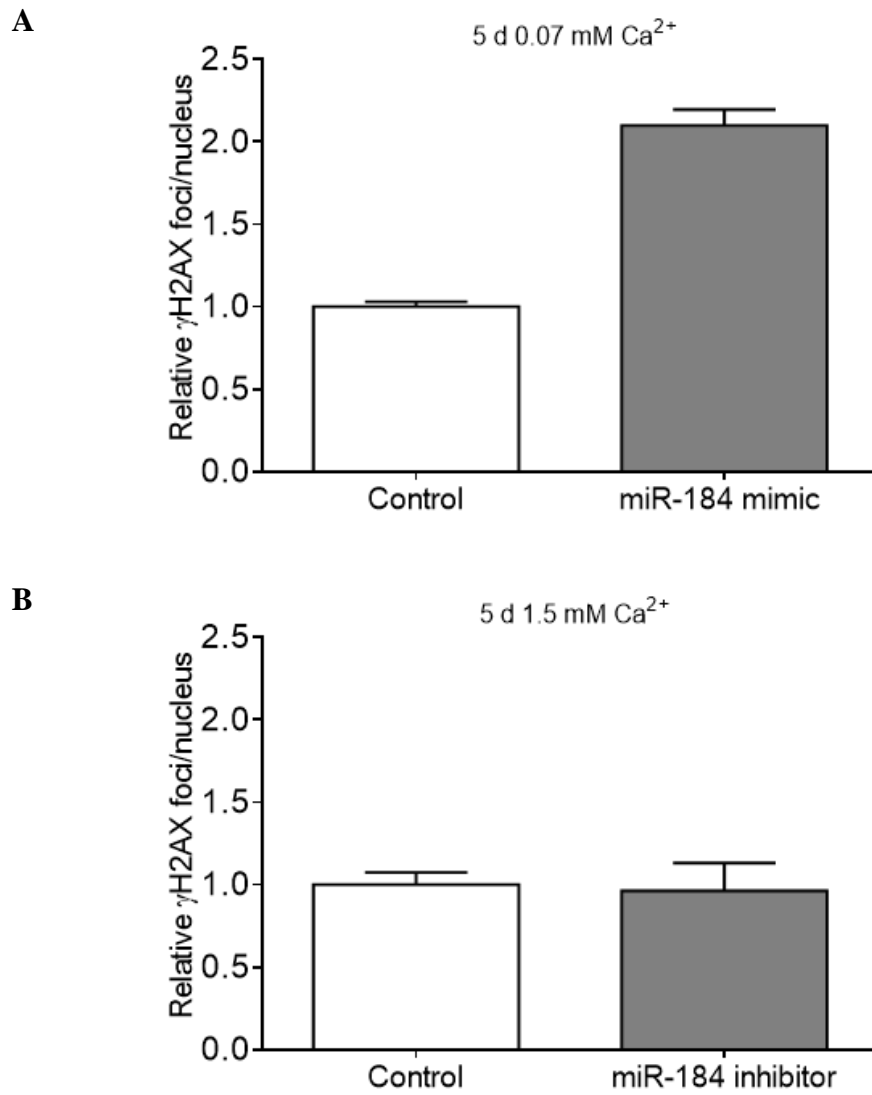 A
5 d 0.07 mM Ca²⁺
Relative γH2AX foci/nucleus
2.5
2.0
1.5
1.0
0.5
0.0
Control
miR-184 mimic
B
5 d 1.5 mM Ca²⁺
Relative γH2AX foci/nucleus
2.5
2.0
1.5
1.0
0.5
0.0
Control
miR-184 inhibitor